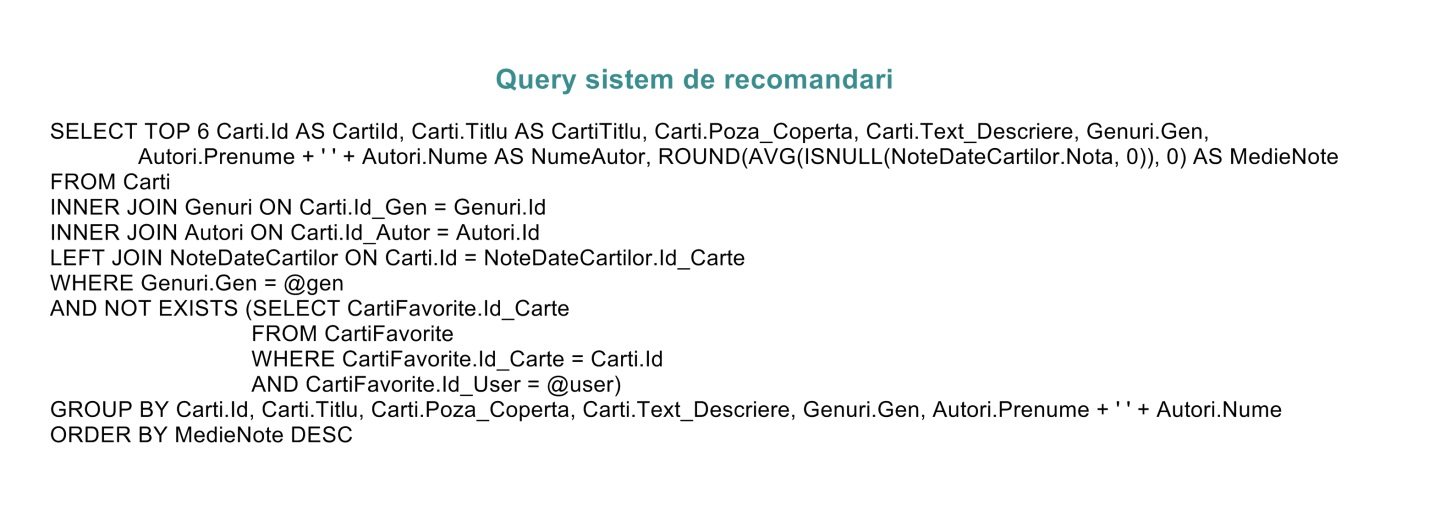 Query sistem de recomandari
SELECT TOP 6 Carti.Id AS CartiId, Carti.Titlu AS CartiTitlu, Carti.Poza_Coperta, Carti.Text_Descriere, Genuri.Gen,
Autori.Prenume + ' ' + Autori.Nume AS NumeAutor, ROUND(AVG(ISNULL(NoteDateCartilor.Nota, 0)), 0) AS MedieNote
FROM Carti
INNER JOIN Genuri ON Carti.Id_Gen = Genuri.Id
INNER JOIN Autori ON Carti.Id_Autor = Autori.Id
LEFT JOIN NoteDateCartilor ON Carti.Id = NoteDateCartilor.Id_Carte
WHERE Genuri.Gen = @gen
AND NOT EXISTS (SELECT CartiFavorite.Id_Carte
FROM CartiFavorite
WHERE CartiFavorite.Id_Carte = Carti.Id
AND CartiFavorite.Id_User = @user)
GROUP BY Carti.Id, Carti.Titlu, Carti.Poza_Coperta, Carti.Text_Descriere, Genuri.Gen, Autori.Prenume + ' ' + Autori.Nume
ORDER BY MedieNote DESC